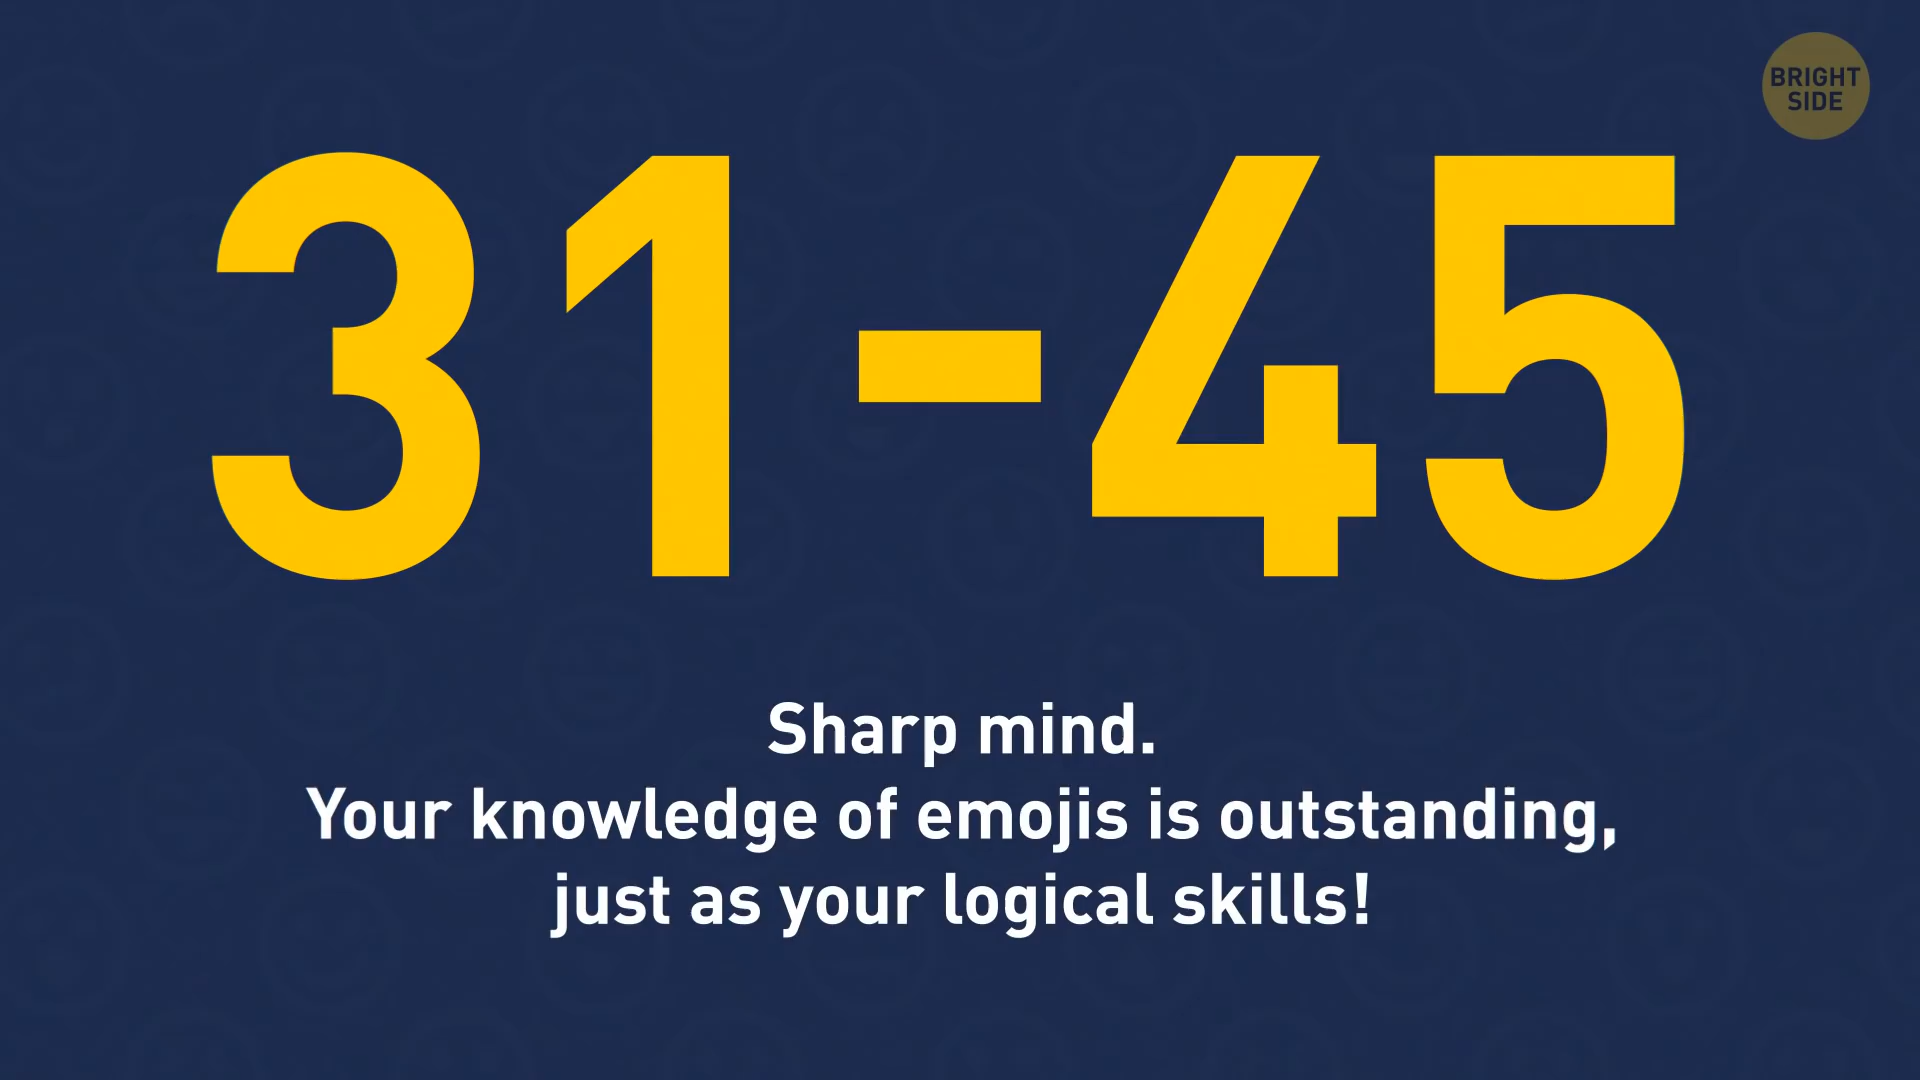 BRIGHT
SIDE
31-45
Sharp mind.
Your knowledge of emojis is outstanding,
just as your logical skills!